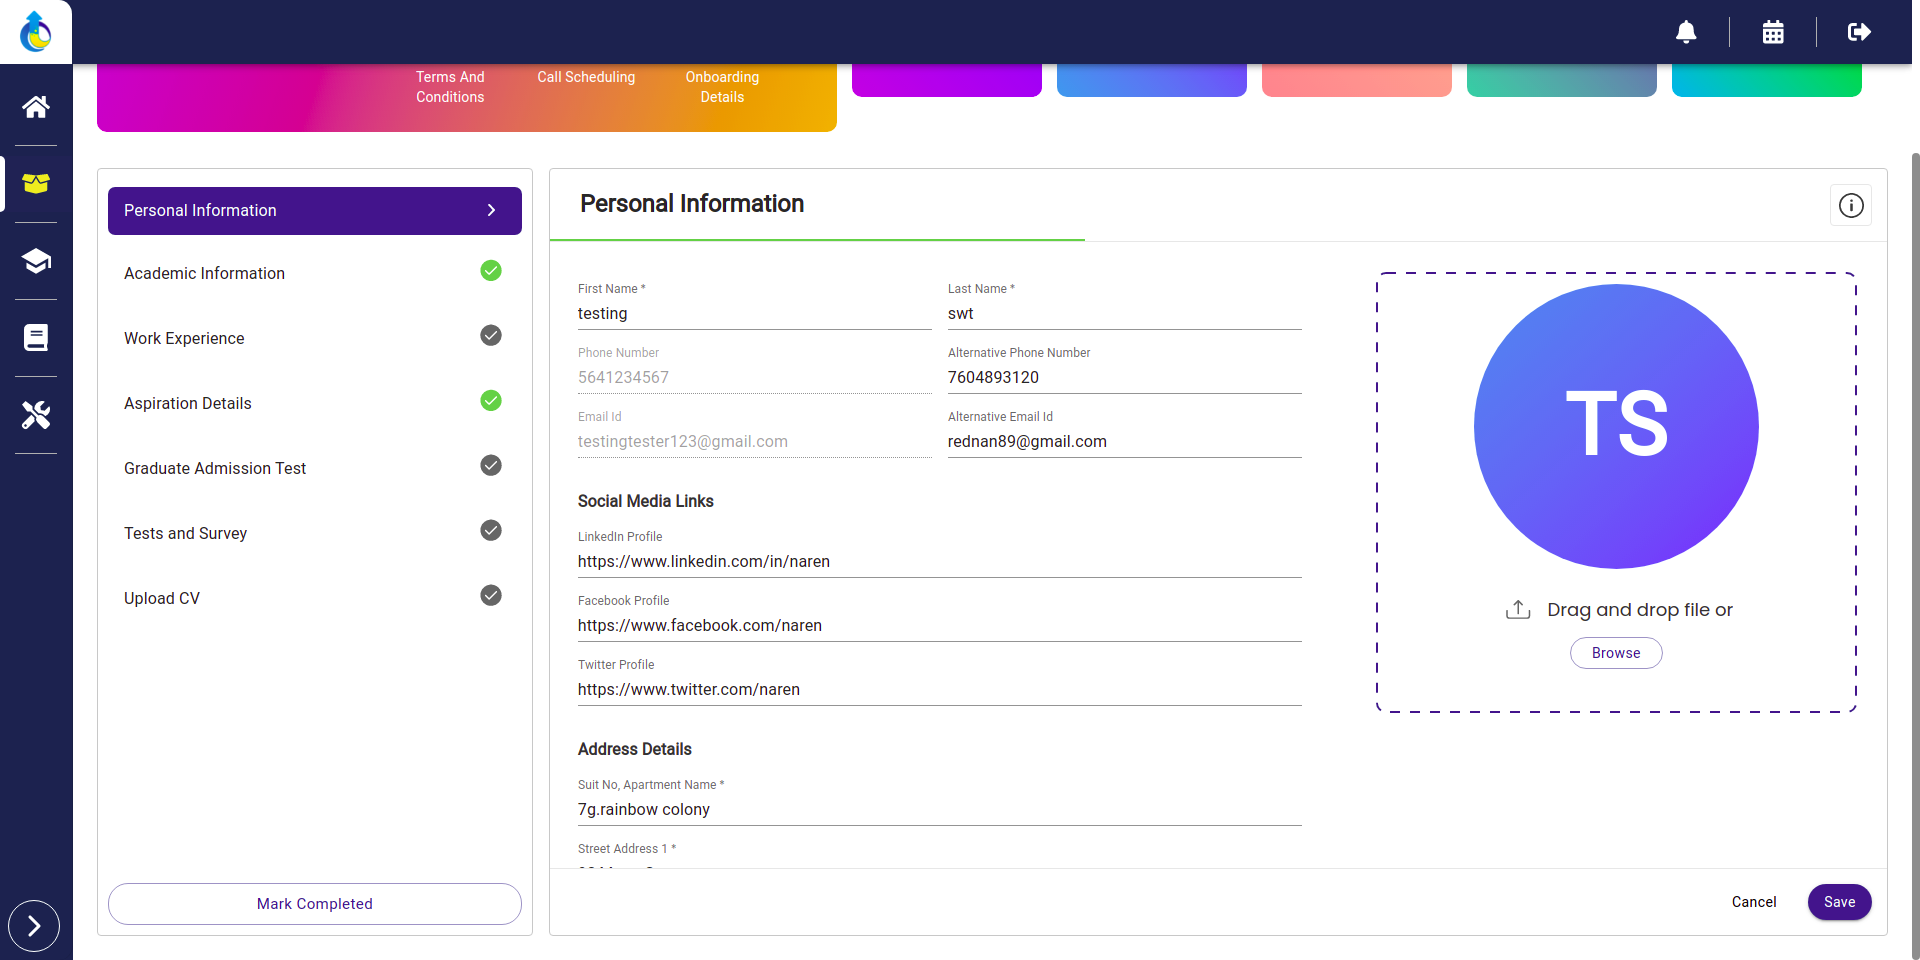 Terms And
Conditions
Call Scheduling
Onboarding
Details
Personal Information
Academic Information
Work Experience
Aspiration Details
Graduate Admission Test
Tests and Survey
Upload CV
Mark Completed
Personal Information
First Name *
testing
Last Name *
swt
Phone Number
5641234567
Alternative Phone Number
7604893120
Email Id
testingtester123@gmail.com
Alternative Email Id
rednan89@gmail.com
Social Media Links
LinkedIn Profile
https://www.linkedin.com/in/naren
Facebook Profile
https://www.facebook.com/naren
Twitter Profile
https://www.twitter.com/naren
Address Details
Suit No, Apartment Name *
7g.rainbow colony
Street Address 1 *
TS
Drag and drop file or
Browse
Cancel
Save